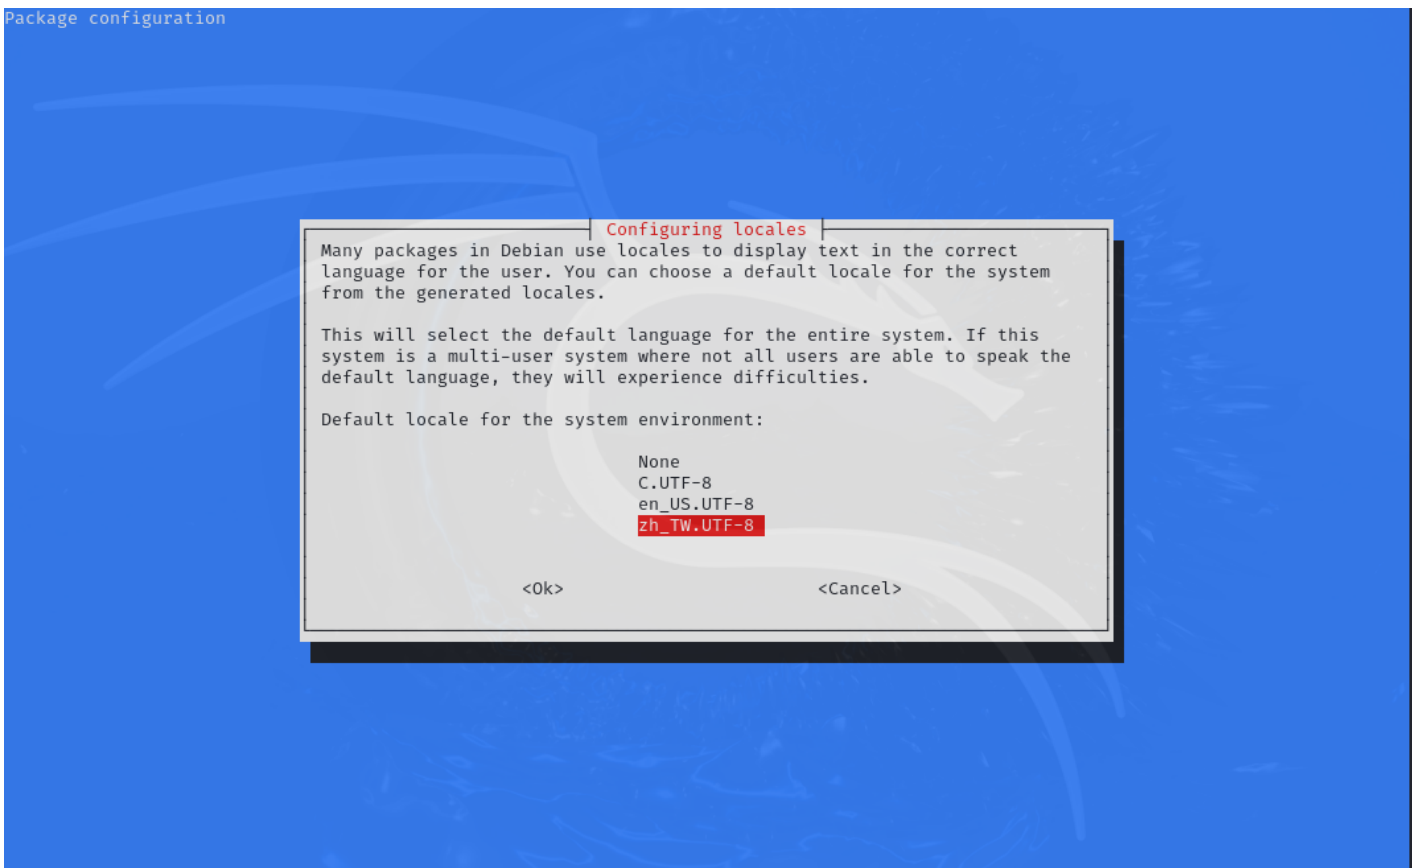 Package configuration
Configuring locales
Many packages in Debian use locales to display text in the correct
language for the user. You can choose a default locale for the system
from the generated locales.
This will select the default language for the entire system. If this
system is a multi-user system where not all users are able to speak the
default language, they will experience difficulties.
Default locale for the system environment:
None
C.UTF-8
en_US.UTF-8
zh_TW.UTF-8
<Ok> <Cancel>